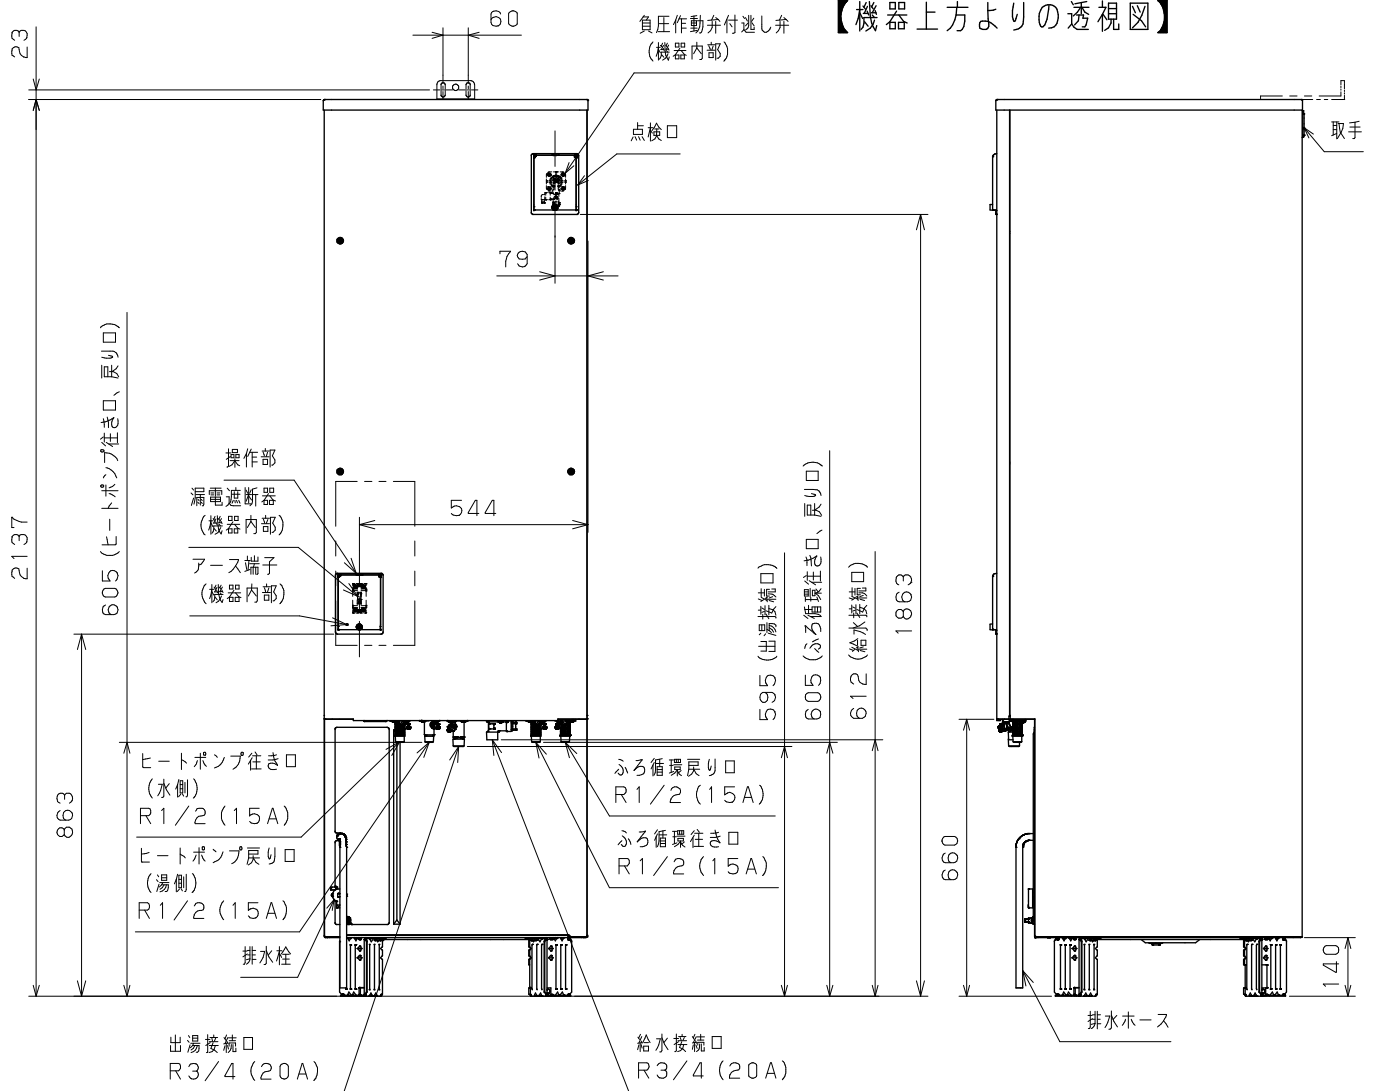 【機器上方よりの透視図】
60
23
負圧作動弁付逃し弁
(機器内部)
点検口
取手
79
605 (ヒートポンプ往き口、戻り口)
操作部
漏電遮断器
(機器内部)
アース端子
(機器内部)
544
2137
595 (出湯接続口)
605 (ふろ循環往き口、戻り口)
612 (給水接続口)
1863
863
ヒートポンプ往き口
(水側)
R1/2 (15A)
ヒートポンプ戻り口
(湯側)
R1/2 (15A)
排水栓
ふろ循環戻り口
R1/2 (15A)
ふろ循環往き口
R1/2 (15A)
660
140
排水ホース
出湯接続口
R3/4 (20A)
給水接続口
R3/4 (20A)